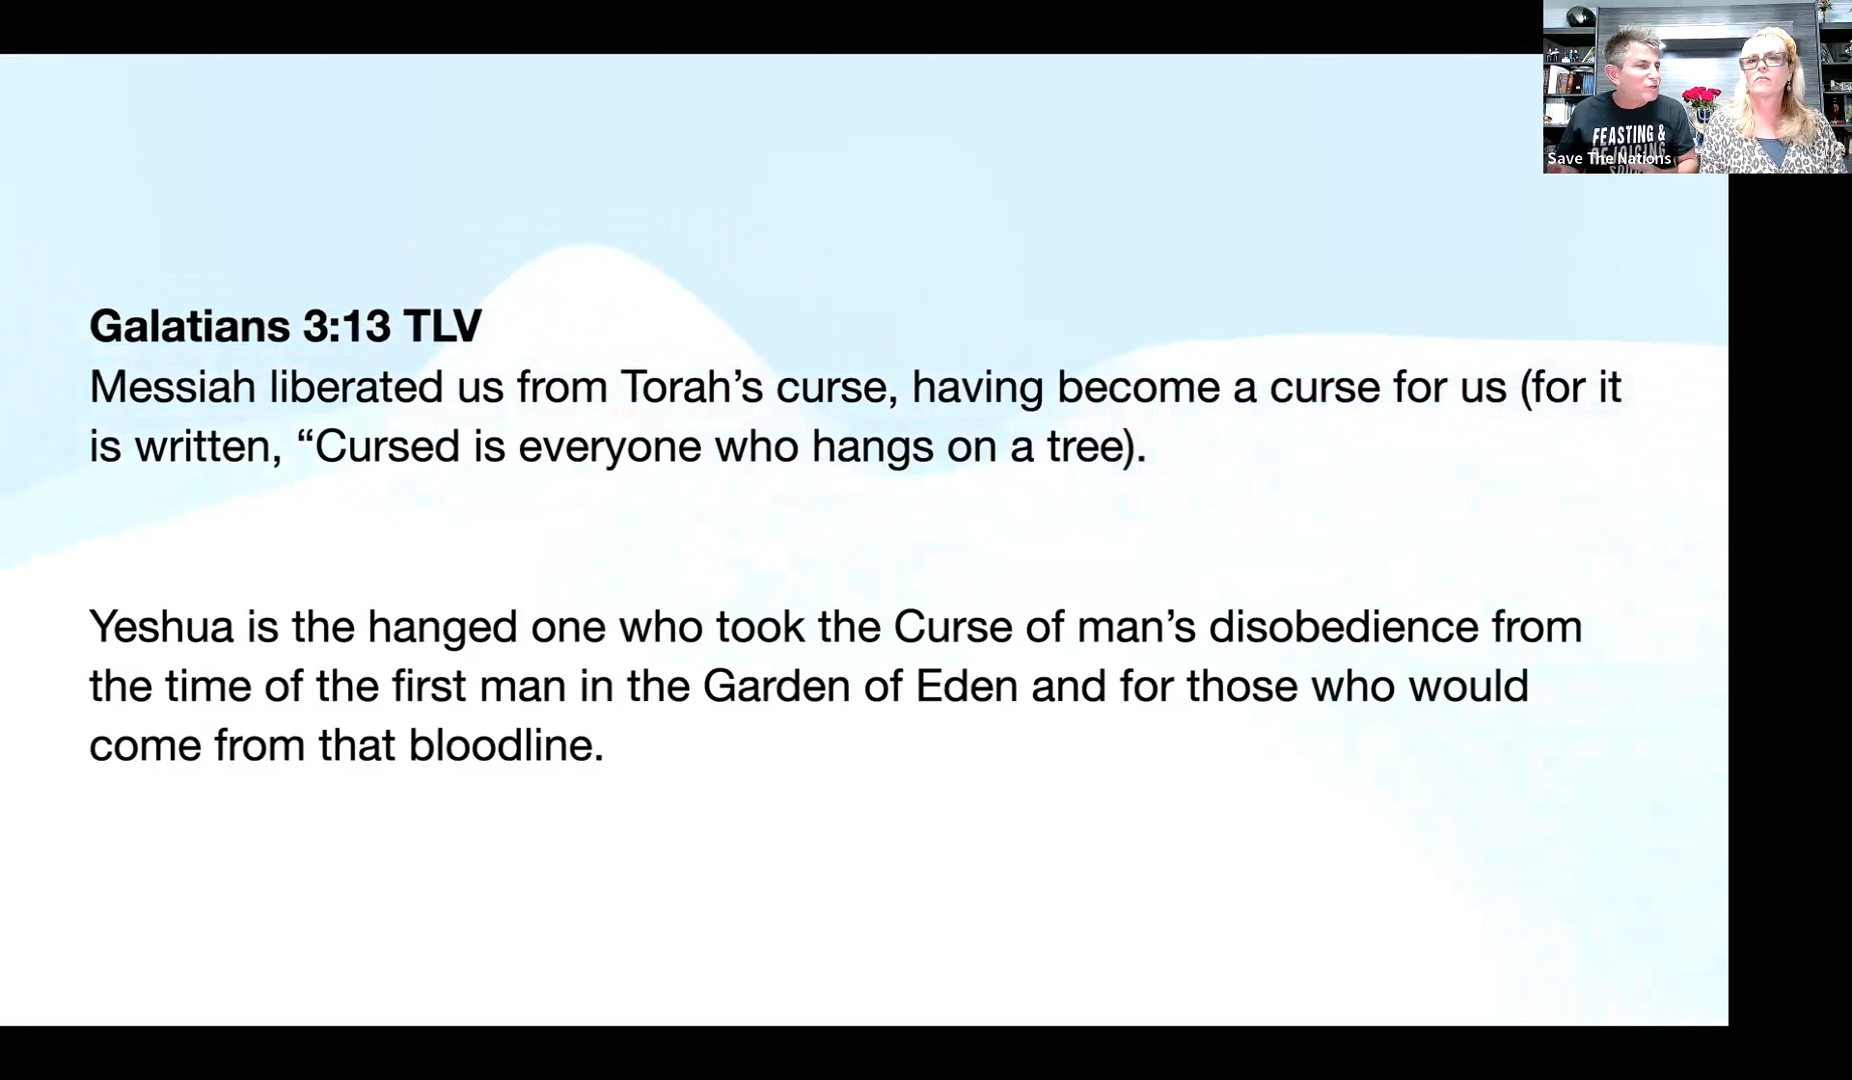 FEASTING &
REJOICING
Save The Nations
Galatians 3:13 TLV
Messiah liberated us from Torah’s curse, having become a curse for us (for it
is written, “Cursed is everyone who hangs on a tree).
Yeshua is the hanged one who took the Curse of man’s disobedience from
the time of the first man in the Garden of Eden and for those who would
come from that bloodline.